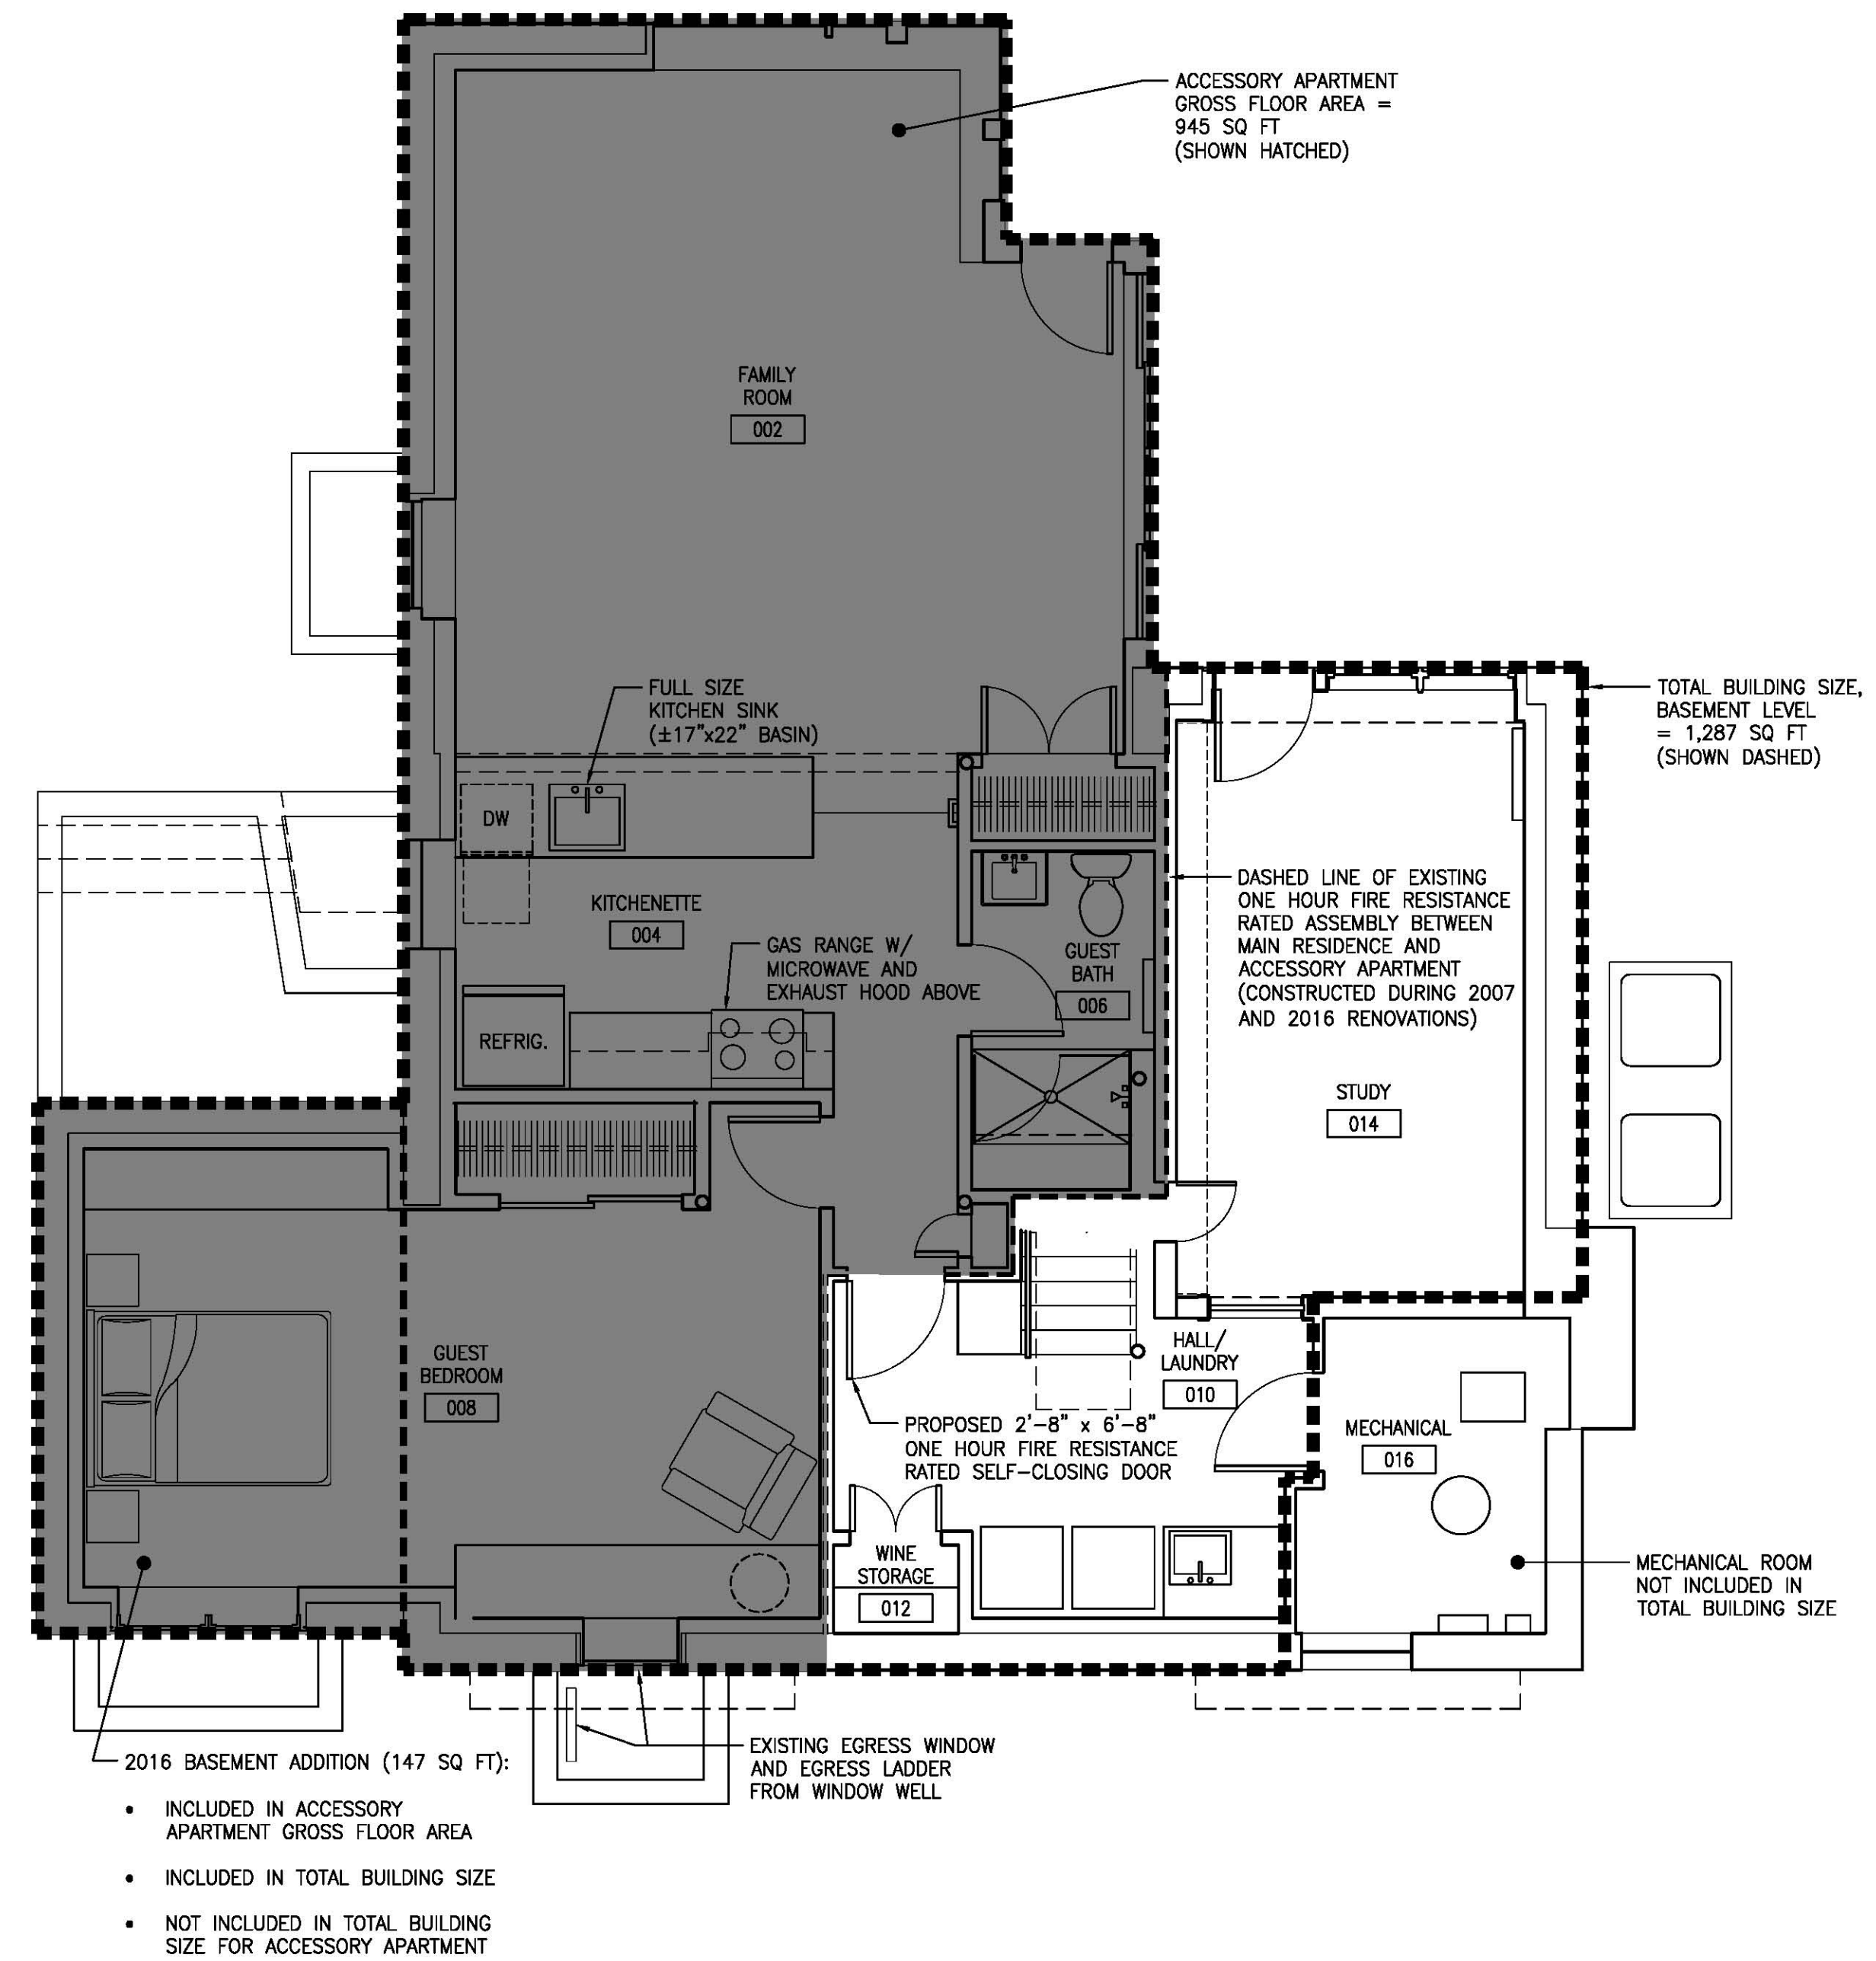 ACCESSORY APARTMENT
GROSS FLOOR AREA =
945 SQ FT
(SHOWN HATCHED)
FAMILY
ROOM
002
FULL SIZE
KITCHEN SINK
(±17"x22" BASIN)
TOTAL BUILDING SIZE,
BASEMENT LEVEL
= 1,287 SQ FT
(SHOWN DASHED)
DW
DASHED LINE OF EXISTING
ONE HOUR FIRE RESISTANCE
RATED ASSEMBLY BETWEEN
MAIN RESIDENCE AND
ACCESSORY APARTMENT
(CONSTRUCTED DURING 2007
AND 2016 RENOVATIONS)
KITCHENETTE
004
GAS RANGE W/
MICROWAVE AND
EXHAUST HOOD ABOVE
GUEST
BATH
006
REFRIG.
STUDY
014
GUEST
BEDROOM
008
HALL/
LAUNDRY
010
PROPOSED 2'-8" x 6'-8"
ONE HOUR FIRE RESISTANCE
RATED SELF-CLOSING DOOR
MECHANICAL
016
WINE
STORAGE
012
MECHANICAL ROOM
NOT INCLUDED IN
TOTAL BUILDING SIZE
EXISTING EGRESS WINDOW
AND EGRESS LADDER
FROM WINDOW WELL
2016 BASEMENT ADDITION (147 SQ FT):
• INCLUDED IN ACCESSORY
APARTMENT GROSS FLOOR AREA
• INCLUDED IN TOTAL BUILDING SIZE
• NOT INCLUDED IN TOTAL BUILDING
SIZE FOR ACCESSORY APARTMENT